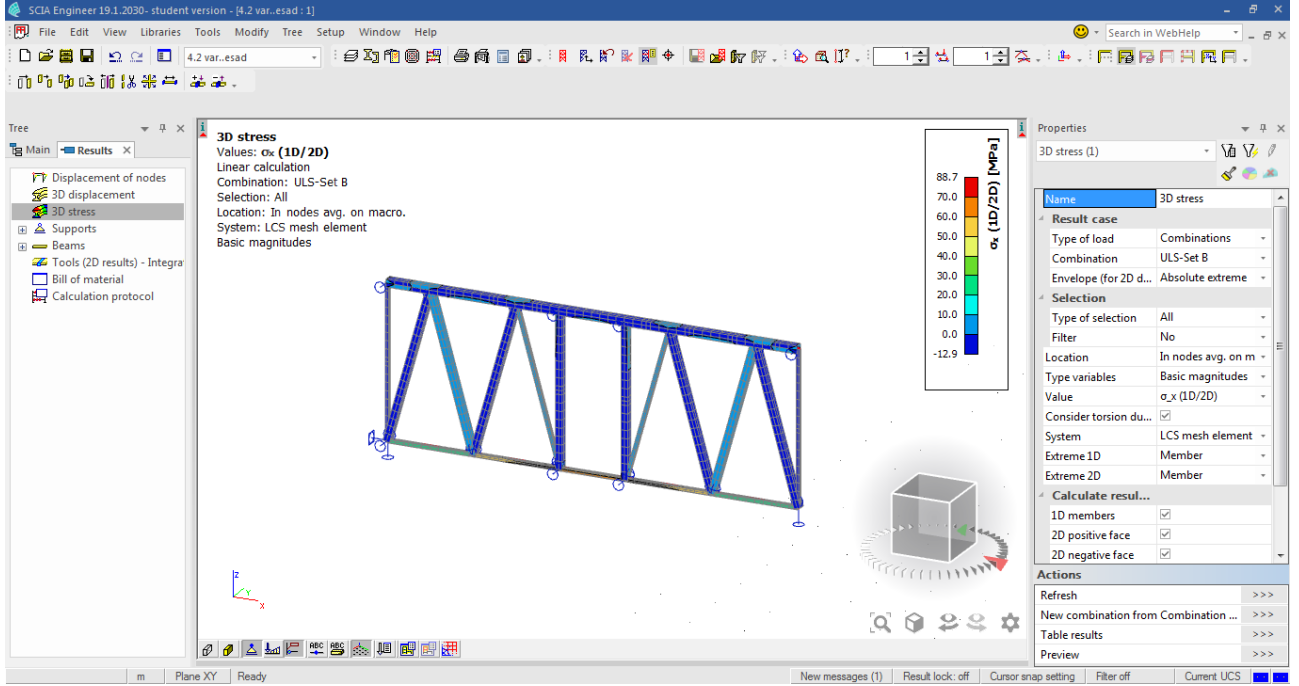 SCIA Engineer 19.1.2030- student version - [4.2 var..esad : 1]
File Edit View Libraries Tools Modify Tree Setup Window Help
Search in WebHelp
4.2 var..esad
1
1
Tree
Main Results
Displacement of nodes
3D displacement
3D stress
Supports
Beams
Tools (2D results) - Integra
Bill of material
Calculation protocol
3D stress
Values: σx (1D/2D)
Linear calculation
Combination: ULS-Set B
Selection: All
Location: In nodes avg. on macro.
System: LCS mesh element
Basic magnitudes
σx (1D/2D) [MPa]
88.7
70.0
60.0
50.0
40.0
30.0
20.0
10.0
0.0
-12.9
z
Y
x
ABC
ABC
Properties
3D stress (1)
Name 3D stress
Result case
Type of load Combinations
Combination ULS-Set B
Envelope (for 2D d... Absolute extreme
Selection
Type of selection All
Filter No
Location In nodes avg. on m
Type variables Basic magnitudes
Value σ_x (1D/2D)
Consider torsion du...
System LCS mesh element
Extreme 1D Member
Extreme 2D Member
Calculate resul...
1D members
2D positive face
2D negative face
Actions
Refresh >>>
New combination from Combination ... >>>
Table results >>>
Preview >>>
m Plane XY Ready New messages (1) Result lock: off Cursor snap setting Filter off Current UCS